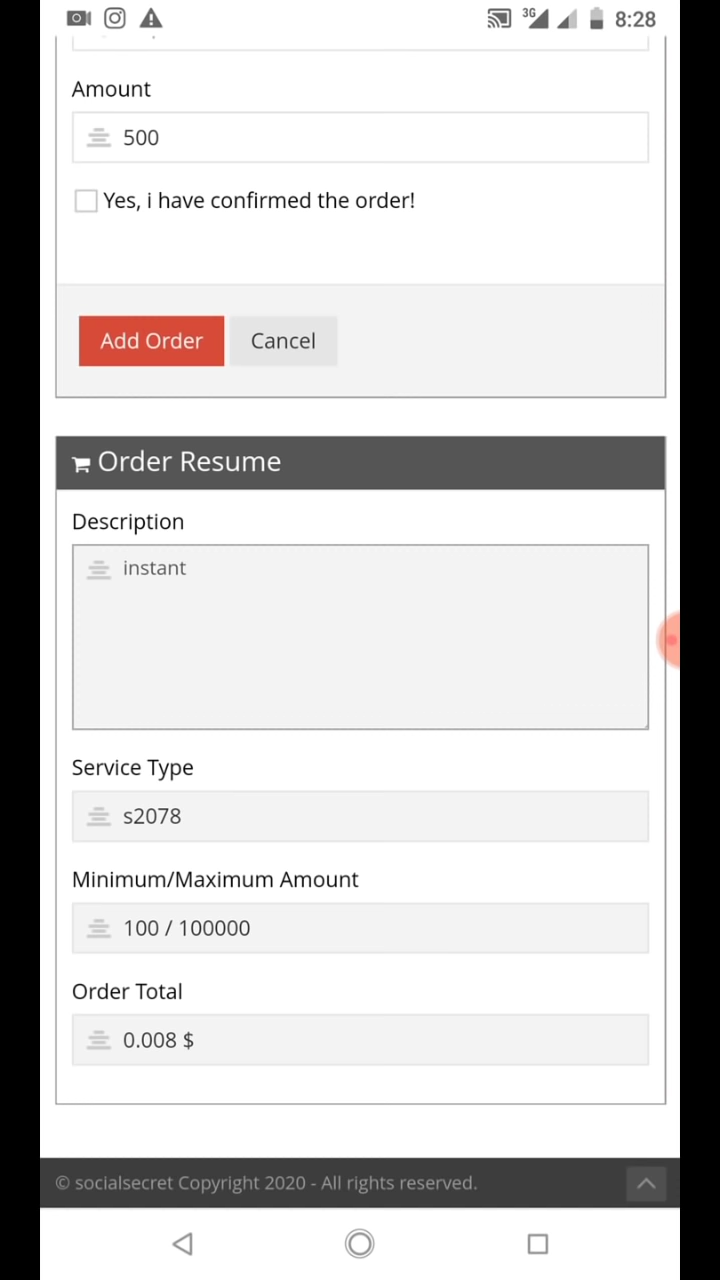 3G 8:28
Amount
500
Yes, i have confirmed the order!
Add Order Cancel
Order Resume
Description
instant
Service Type
s2078
Minimum/Maximum Amount
100 / 100000
Order Total
0.008 $
© socialsecret Copyright 2020 - All rights reserved.